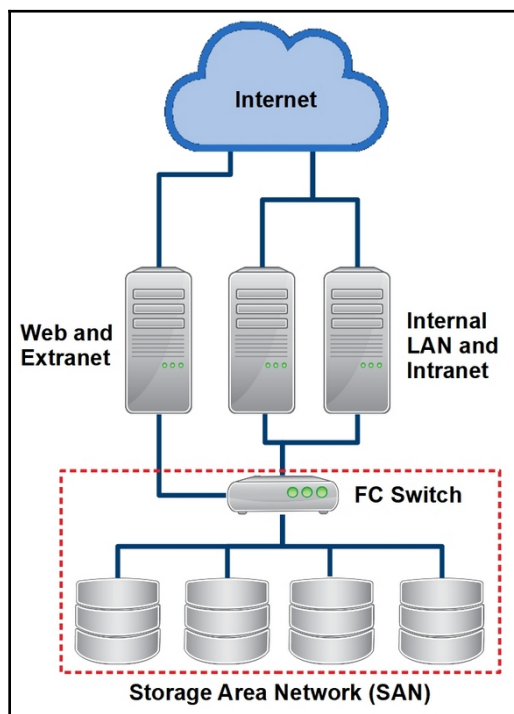 Internet
Web and
Extranet
Internal
LAN and
Intranet
FC Switch
Storage Area Network (SAN)